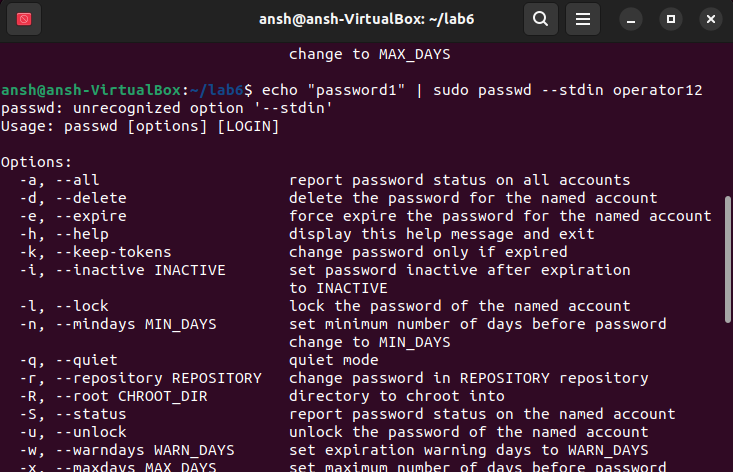 ansh@ansh-VirtualBox: ~/lab6
change to MAX_DAYS
ansh@ansh-VirtualBox:~/lab6$ echo "password1" | sudo passwd --stdin operator12
passwd: unrecognized option '--stdin'
Usage: passwd [options] [LOGIN]
Options:
-a, --all report password status on all accounts
-d, --delete delete the password for the named account
-e, --expire force expire the password for the named account
-h, --help display this help message and exit
-k, --keep-tokens change password only if expired
-i, --inactive INACTIVE set password inactive after expiration
to INACTIVE
-l, --lock lock the password of the named account
-n, --mindays MIN_DAYS set minimum number of days before password
change to MIN_DAYS
-q, --quiet quiet mode
-r, --repository REPOSITORY change password in REPOSITORY repository
-R, --root CHROOT_DIR directory to chroot into
-S, --status report password status on the named account
-u, --unlock unlock the password of the named account
-w, --warndays WARN_DAYS set expiration warning days to WARN_DAYS
-x, --maxdays MAX_DAYS set maximum number of days before password